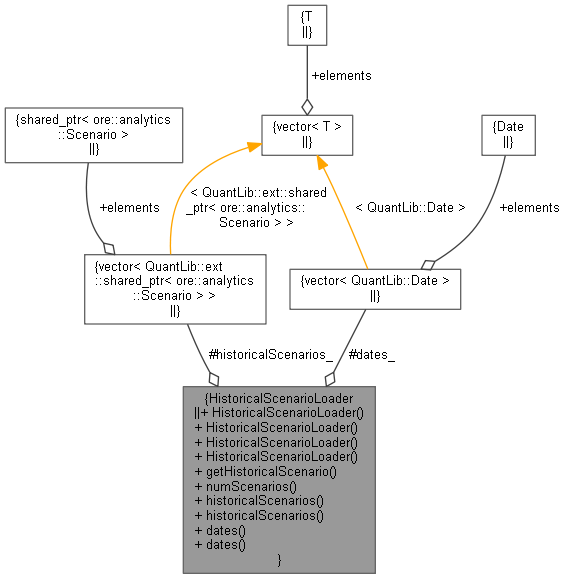 {T
||}
+elements
{shared_ptr< ore::analytics
::Scenario >
||}
{vector< T >
||}
{Date
||}
+elements
< QuantLib::ext::shared
_ptr< ore::analytics::
Scenario > >
< QuantLib::Date >
+elements
{vector< QuantLib::ext
::shared_ptr< ore::analytics
::Scenario > >
||}
{vector< QuantLib::Date >
||}
#historicalScenarios_
#dates_
{HistoricalScenarioLoader
||+ HistoricalScenarioLoader()
+ HistoricalScenarioLoader()
+ HistoricalScenarioLoader()
+ HistoricalScenarioLoader()
+ getHistoricalScenario()
+ numScenarios()
+ historicalScenarios()
+ historicalScenarios()
+ dates()
+ dates()
}